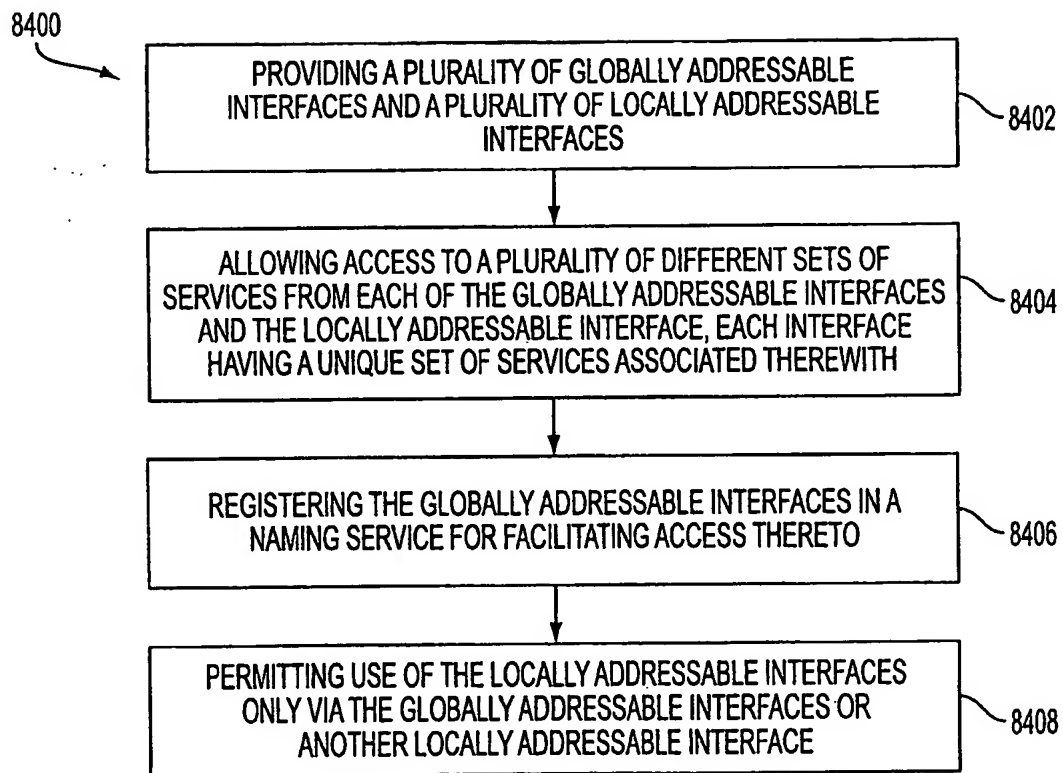 8400
PROVIDING A PLURALITY OF GLOBALLY ADDRESSABLE
INTERFACES AND A PLURALITY OF LOCALLY ADDRESSABLE
INTERFACES
8402
ALLOWING ACCESS TO A PLURALITY OF DIFFERENT SETS OF
SERVICES FROM EACH OF THE GLOBALLY ADDRESSABLE INTERFACES
AND THE LOCALLY ADDRESSABLE INTERFACE, EACH INTERFACE
HAVING A UNIQUE SET OF SERVICES ASSOCIATED THEREWITH
8404
REGISTERING THE GLOBALLY ADDRESSABLE INTERFACES IN A
NAMING SERVICE FOR FACILITATING ACCESS THERETO
8406
PERMITTING USE OF THE LOCALLY ADDRESSABLE INTERFACES
ONLY VIA THE GLOBALLY ADDRESSABLE INTERFACES OR
ANOTHER LOCALLY ADDRESSABLE INTERFACE
8408